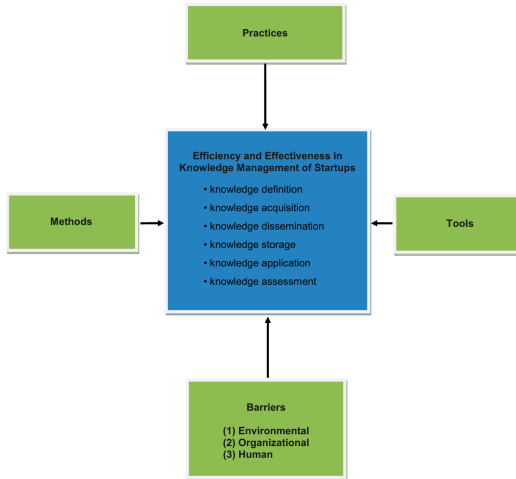 Practices
Efficiency and Effectiveness in
Knowledge Management of Startups
• knowledge definition
• knowledge acquisition
• knowledge dissemination
• knowledge storage
• knowledge application
• knowledge assessment
Methods
Tools
Barriers
(1) Environmental
(2) Organizational
(3) Human